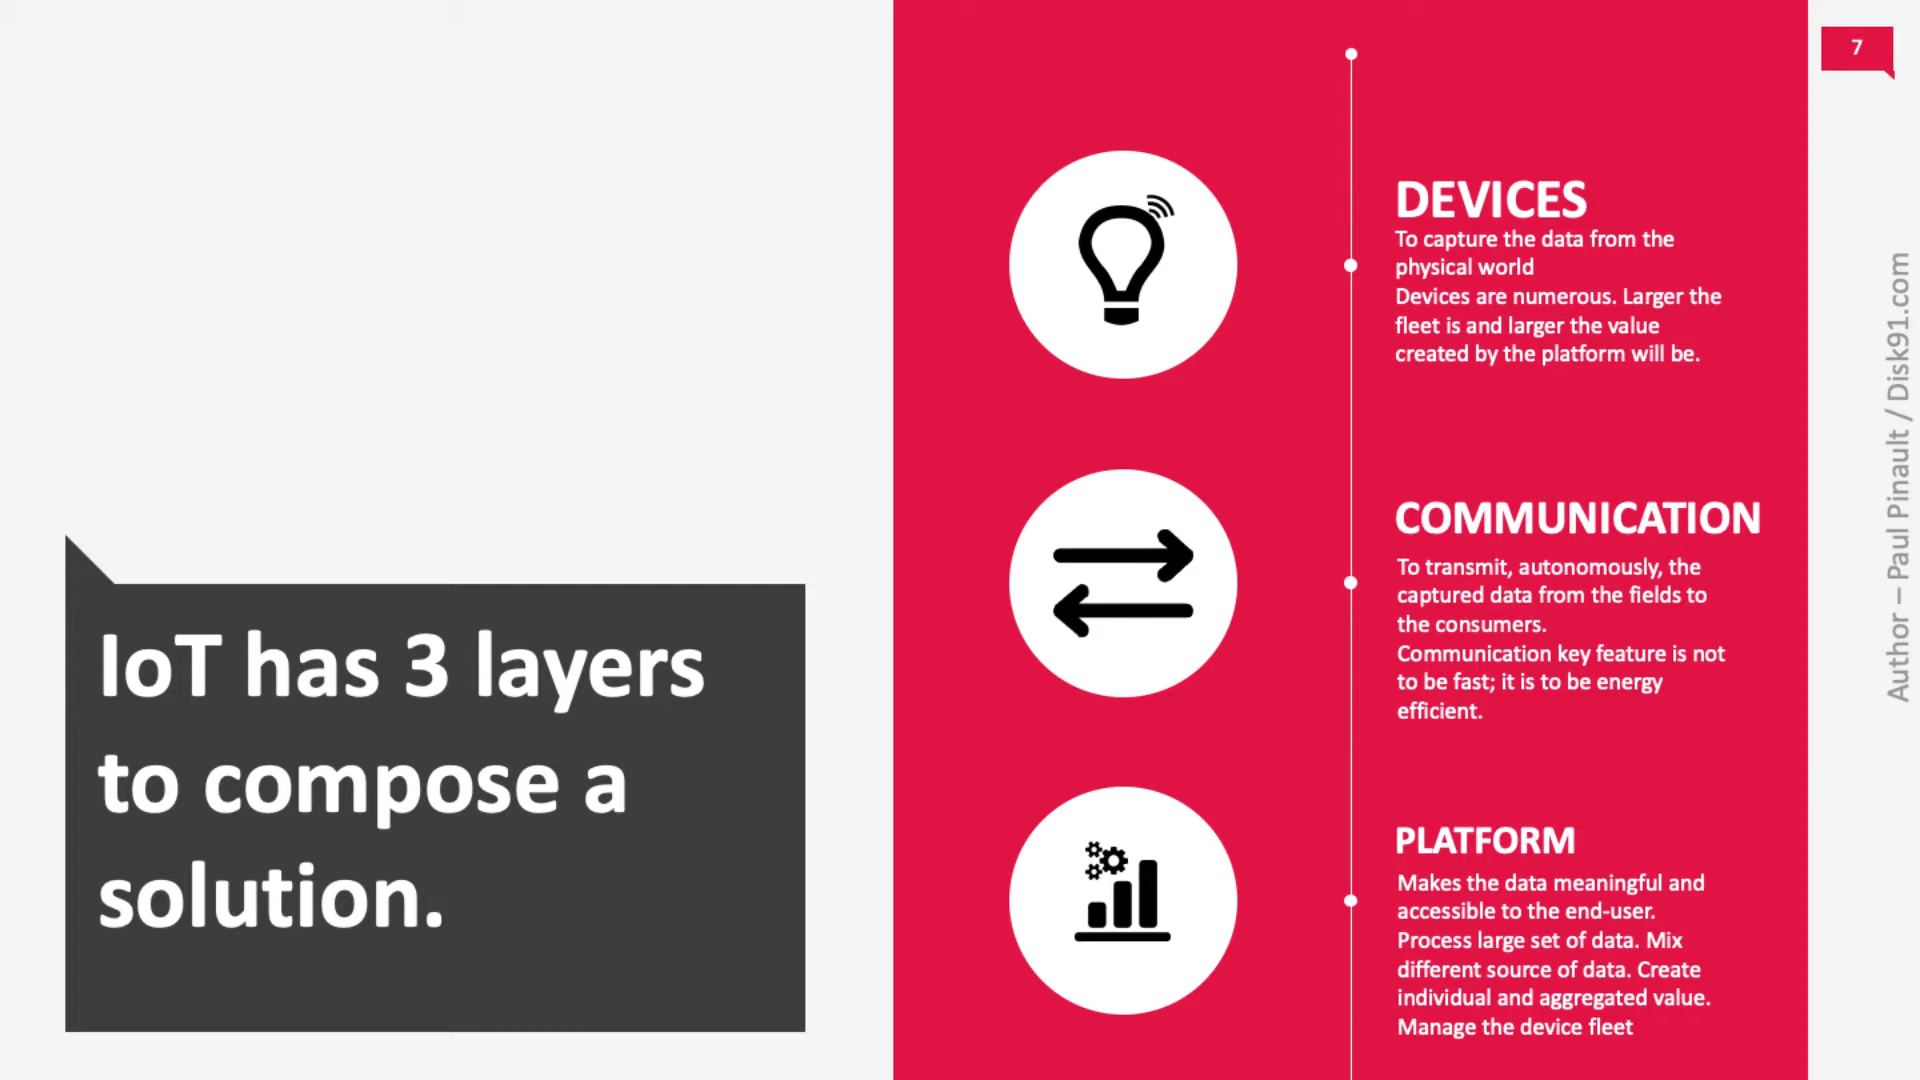 7
IoT has 3 layers
to compose a
solution.
DEVICES
To capture the data from the
physical world
Devices are numerous. Larger the
fleet is and larger the value
created by the platform will be.
COMMUNICATION
To transmit, autonomously, the
captured data from the fields to
the consumers.
Communication key feature is not
to be fast; it is to be energy
efficient.
PLATFORM
Makes the data meaningful and
accessible to the end-user.
Process large set of data. Mix
different source of data. Create
individual and aggregated value.
Manage the device fleet
Author – Paul Pinault / Disk91.com